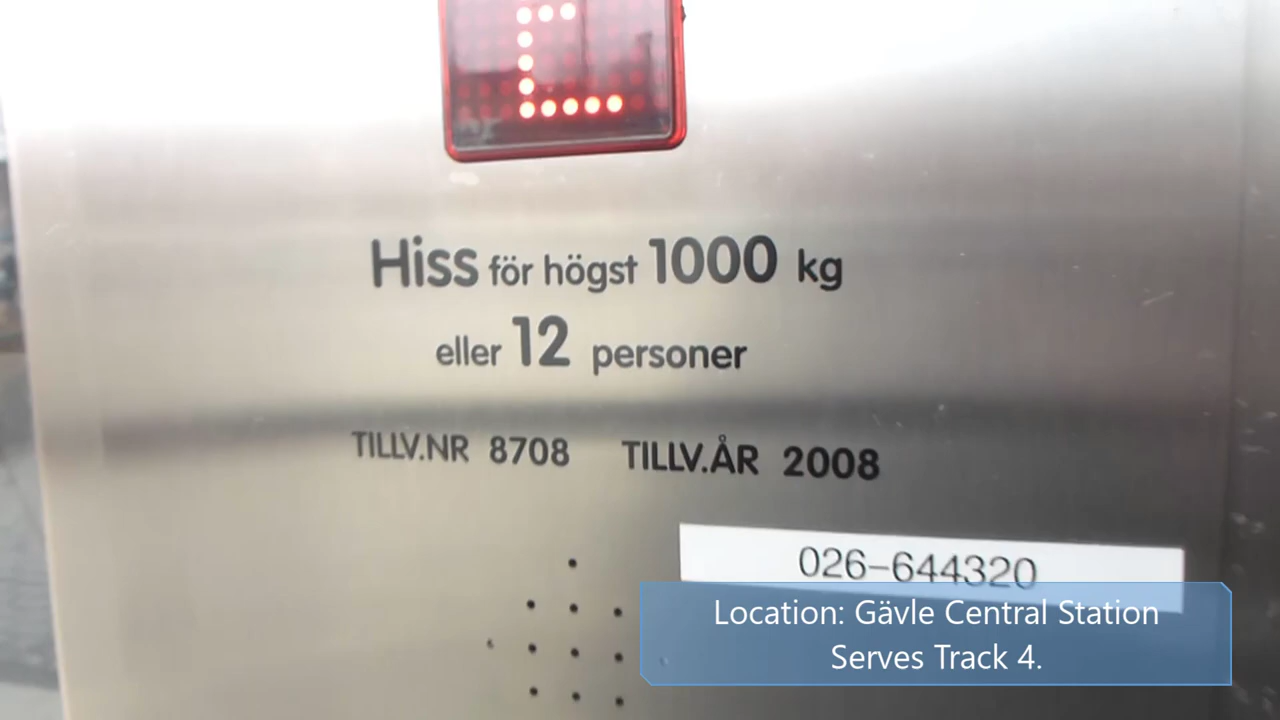 Hiss för högst 1000 kg
eller 12 personer
TILLV.NR 8708 TILLV.ÅR 2008
026-644320
Location: Gävle Central Station
Serves Track 4.